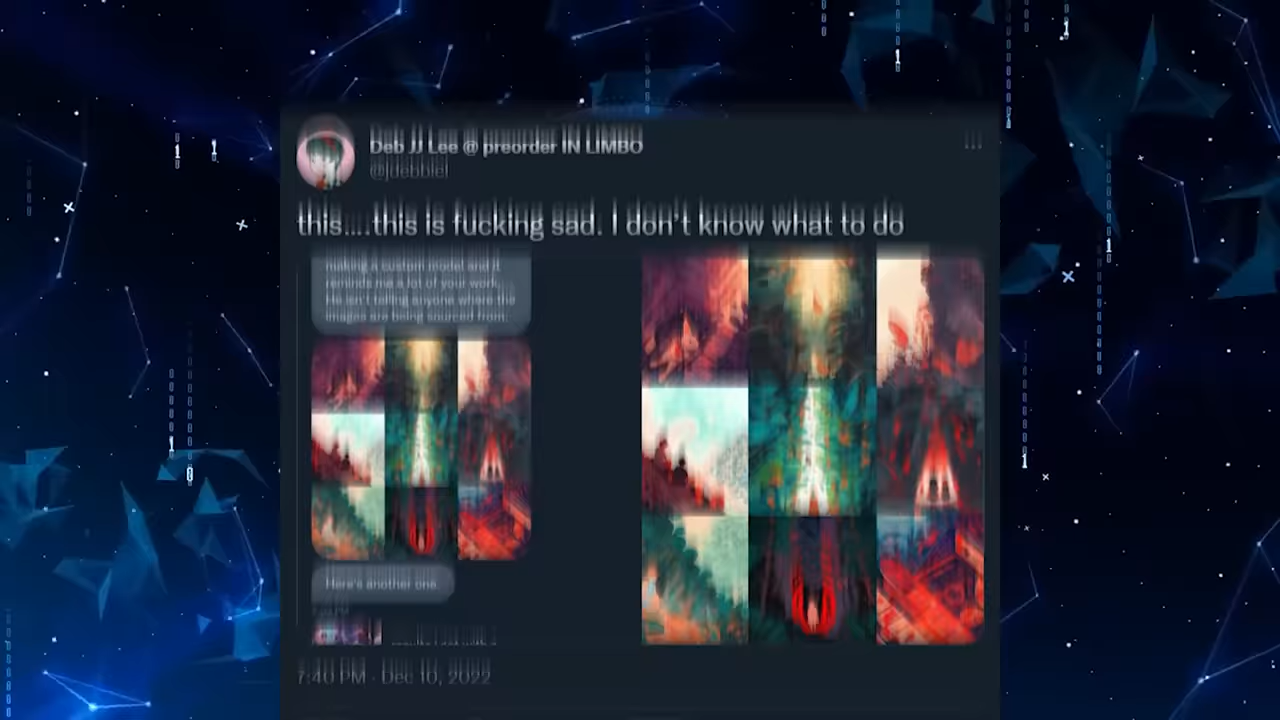 Deb JJ Lee @ preorder IN LIMBO
@jdebbiel
this....this is fucking sad. I don't know what to do
making a custom model and it
reminds me a lot of your work.
He isn't telling anyone where the
images are being sourced from.
Here's another one
7:40 PM · Dec 10, 2022